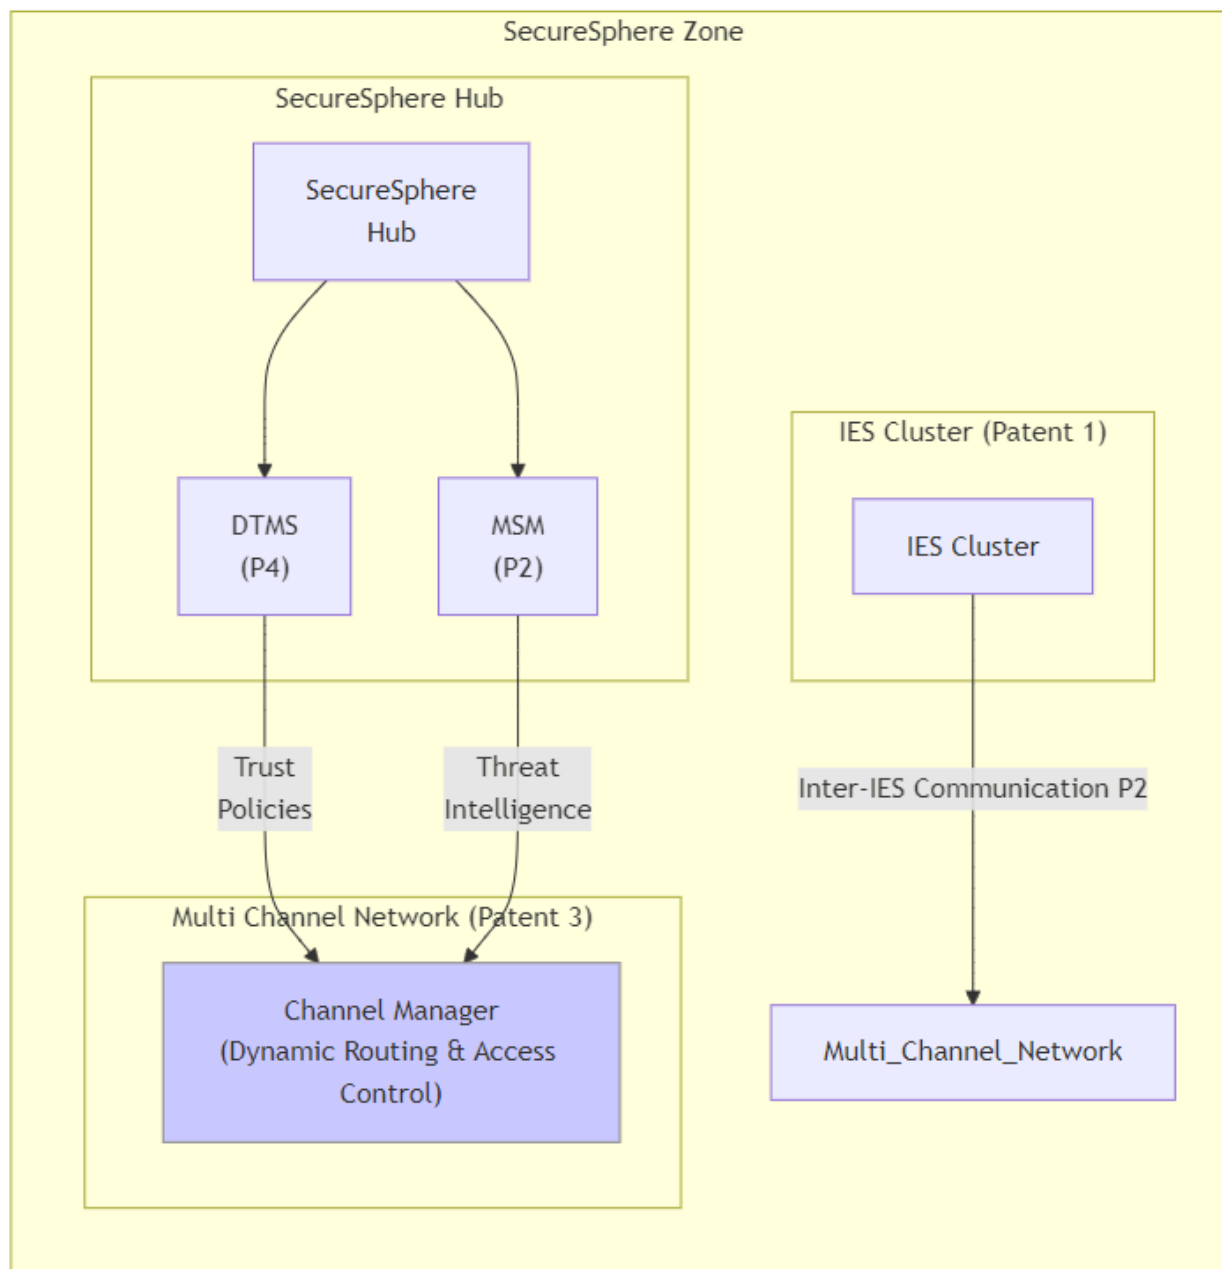 SecureSphere Zone
SecureSphere Hub
SecureSphere
Hub
DTMS
(P4)
MSM
(P2)
IES Cluster (Patent 1)
IES Cluster
Trust
Policies
Threat
Intelligence
Inter-IES Communication P2
Multi Channel Network (Patent 3)
Channel Manager
(Dynamic Routing & Access
Control)
Multi_Channel_Network